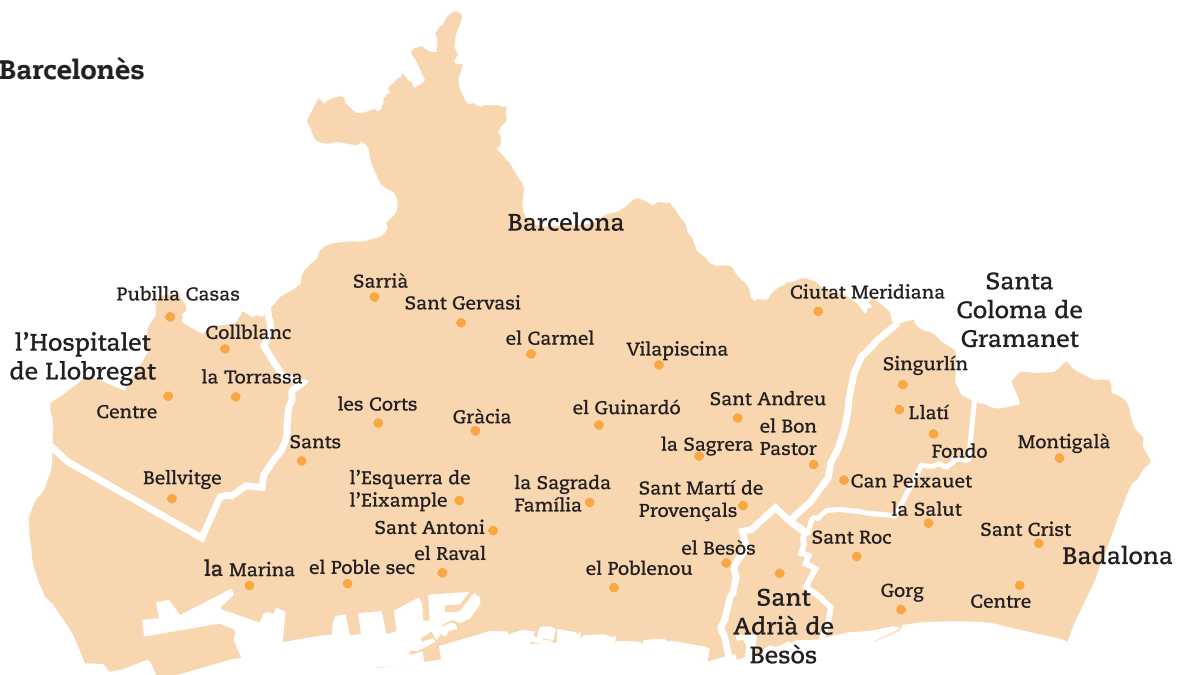 Barcelonès
Barcelona
Sarrià
Sant Gervasi
Ciutat Meridiana
Santa
Coloma de
Gramanet
Pubilla Casas
Collblanc
l’Hospitalet
de Llobregat
la Torrassa
Centre
el Carmel
Vilapiscina
Singurlín
Llatí
Fondo
les Corts
Gràcia
el Guinardó
Sant Andreu
el Bon
Pastor
la Sagrera
Sants
Montigalà
Bellvitge
l’Esquerra de
l’Eixample
la Sagrada
Família
Sant Martí de
Provençals
Can Peixauet
la Salut
Sant Antoni
el Raval
el Besòs
Sant Roc
Sant Crist
Badalona
la Marina
el Poble sec
el Poblenou
Gorg
Centre
Sant
Adrià de
Besòs